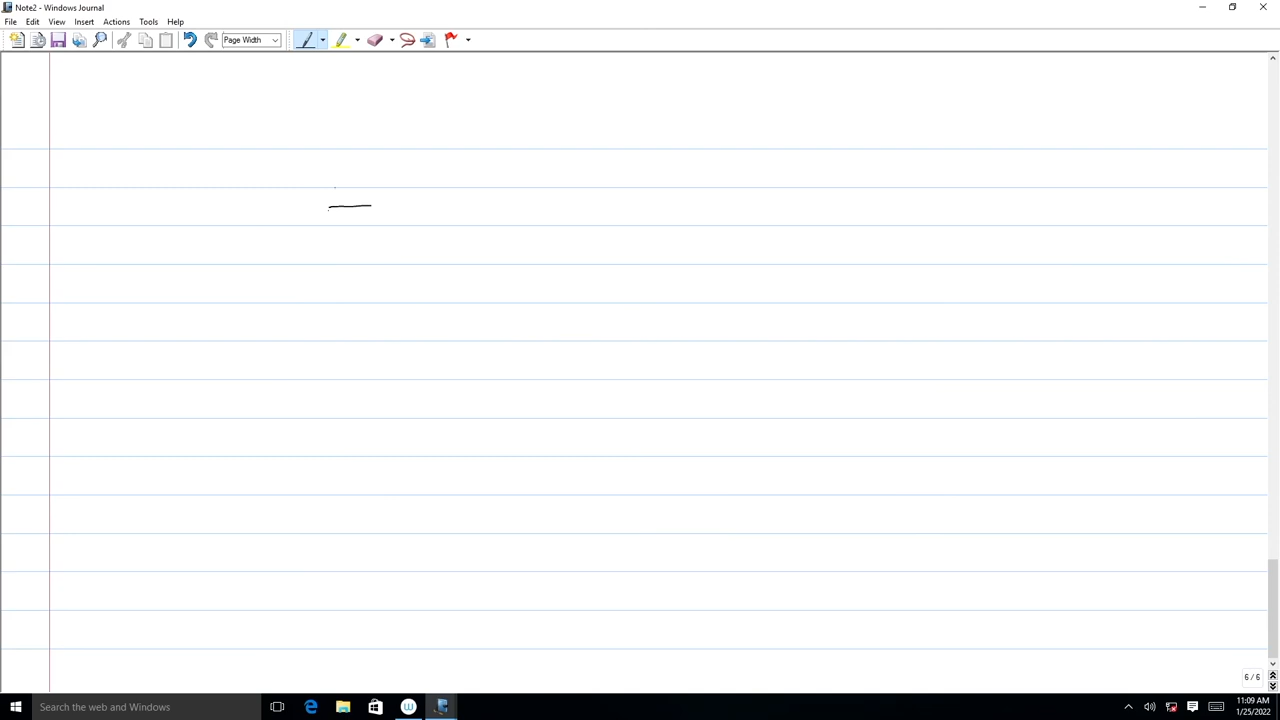 Note2 - Windows Journal
File Edit View Insert Actions Tools Help
Page Width
6 / 6
Search the web and Windows
11:09 AM
1/25/2022